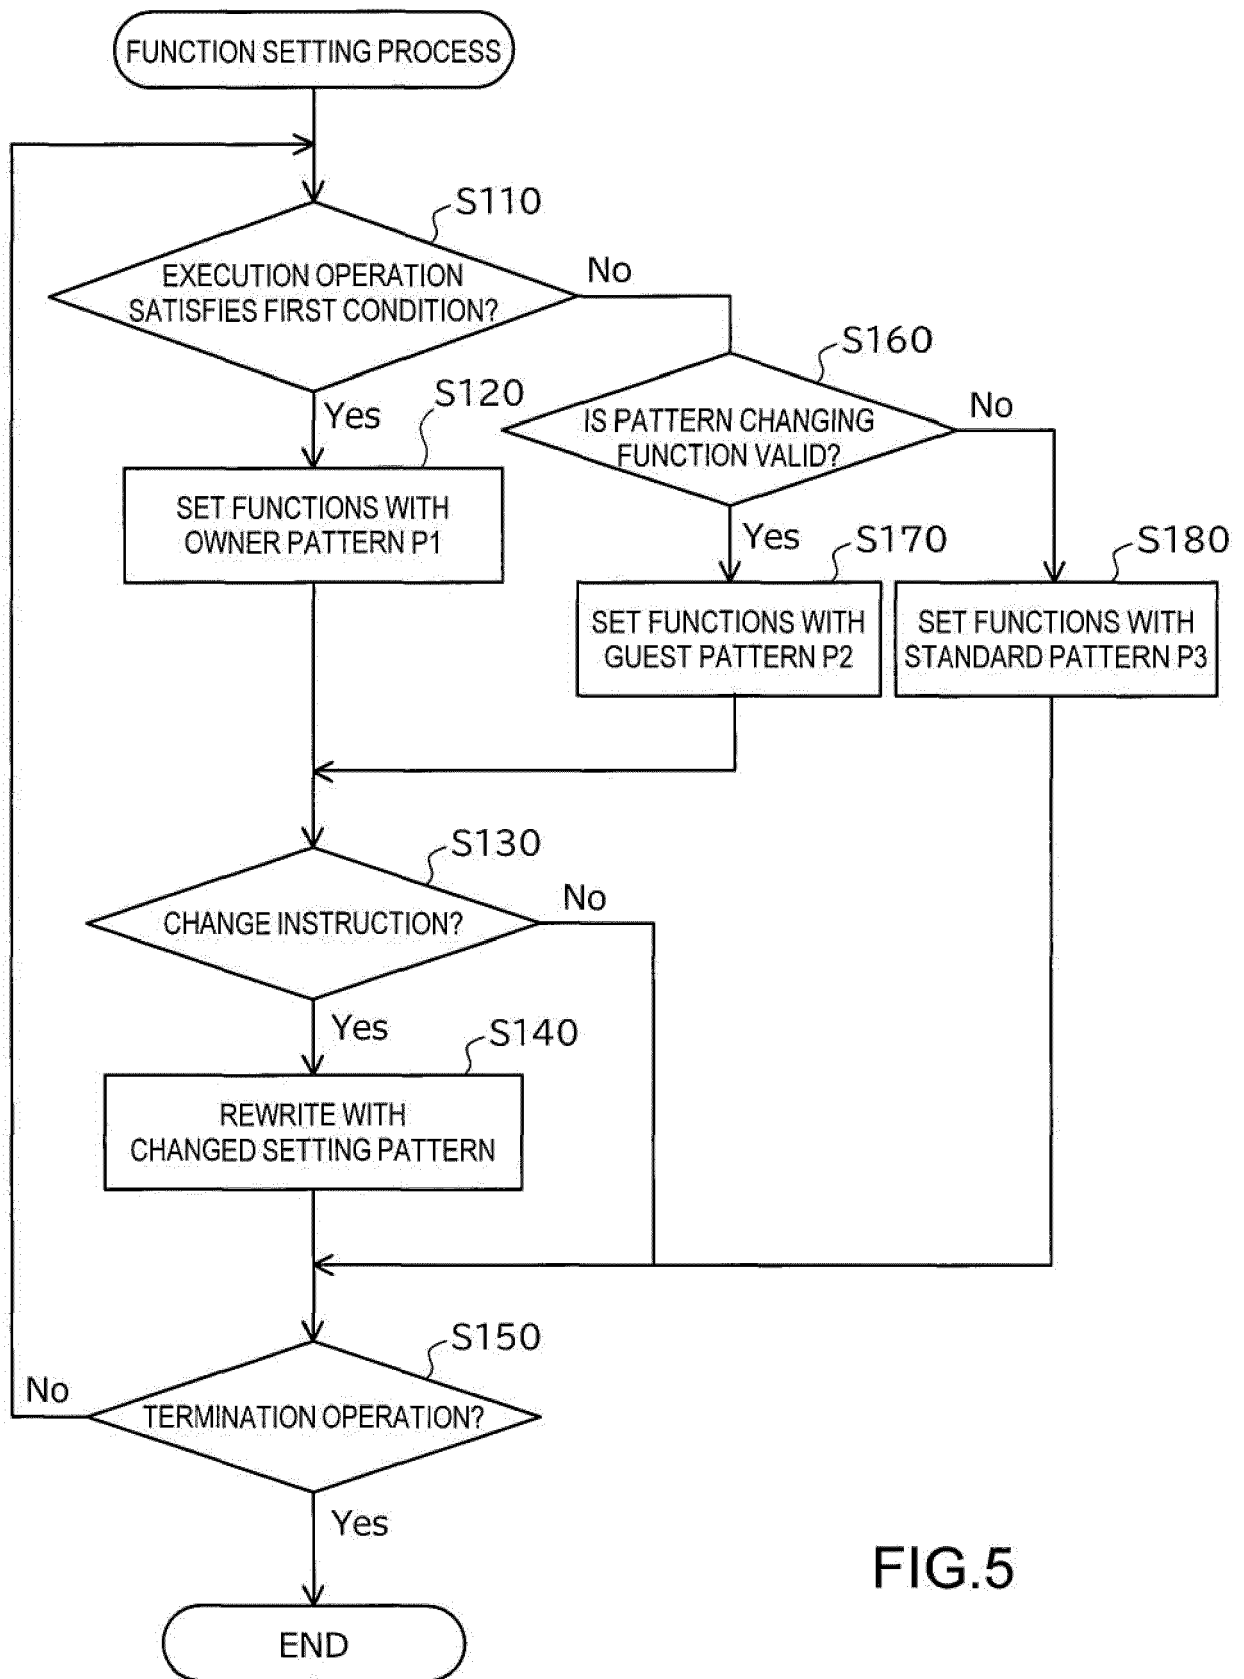 FUNCTION SETTING PROCESS
S110
EXECUTION OPERATION
SATISFIES FIRST CONDITION?
No
Yes
S120
SET FUNCTIONS WITH
OWNER PATTERN P1
S160
IS PATTERN CHANGING
FUNCTION VALID?
No
Yes
S170
SET FUNCTIONS WITH
GUEST PATTERN P2
S180
SET FUNCTIONS WITH
STANDARD PATTERN P3
S130
CHANGE INSTRUCTION?
No
Yes
S140
REWRITE WITH
CHANGED SETTING PATTERN
S150
TERMINATION OPERATION?
No
Yes
END
FIG.5